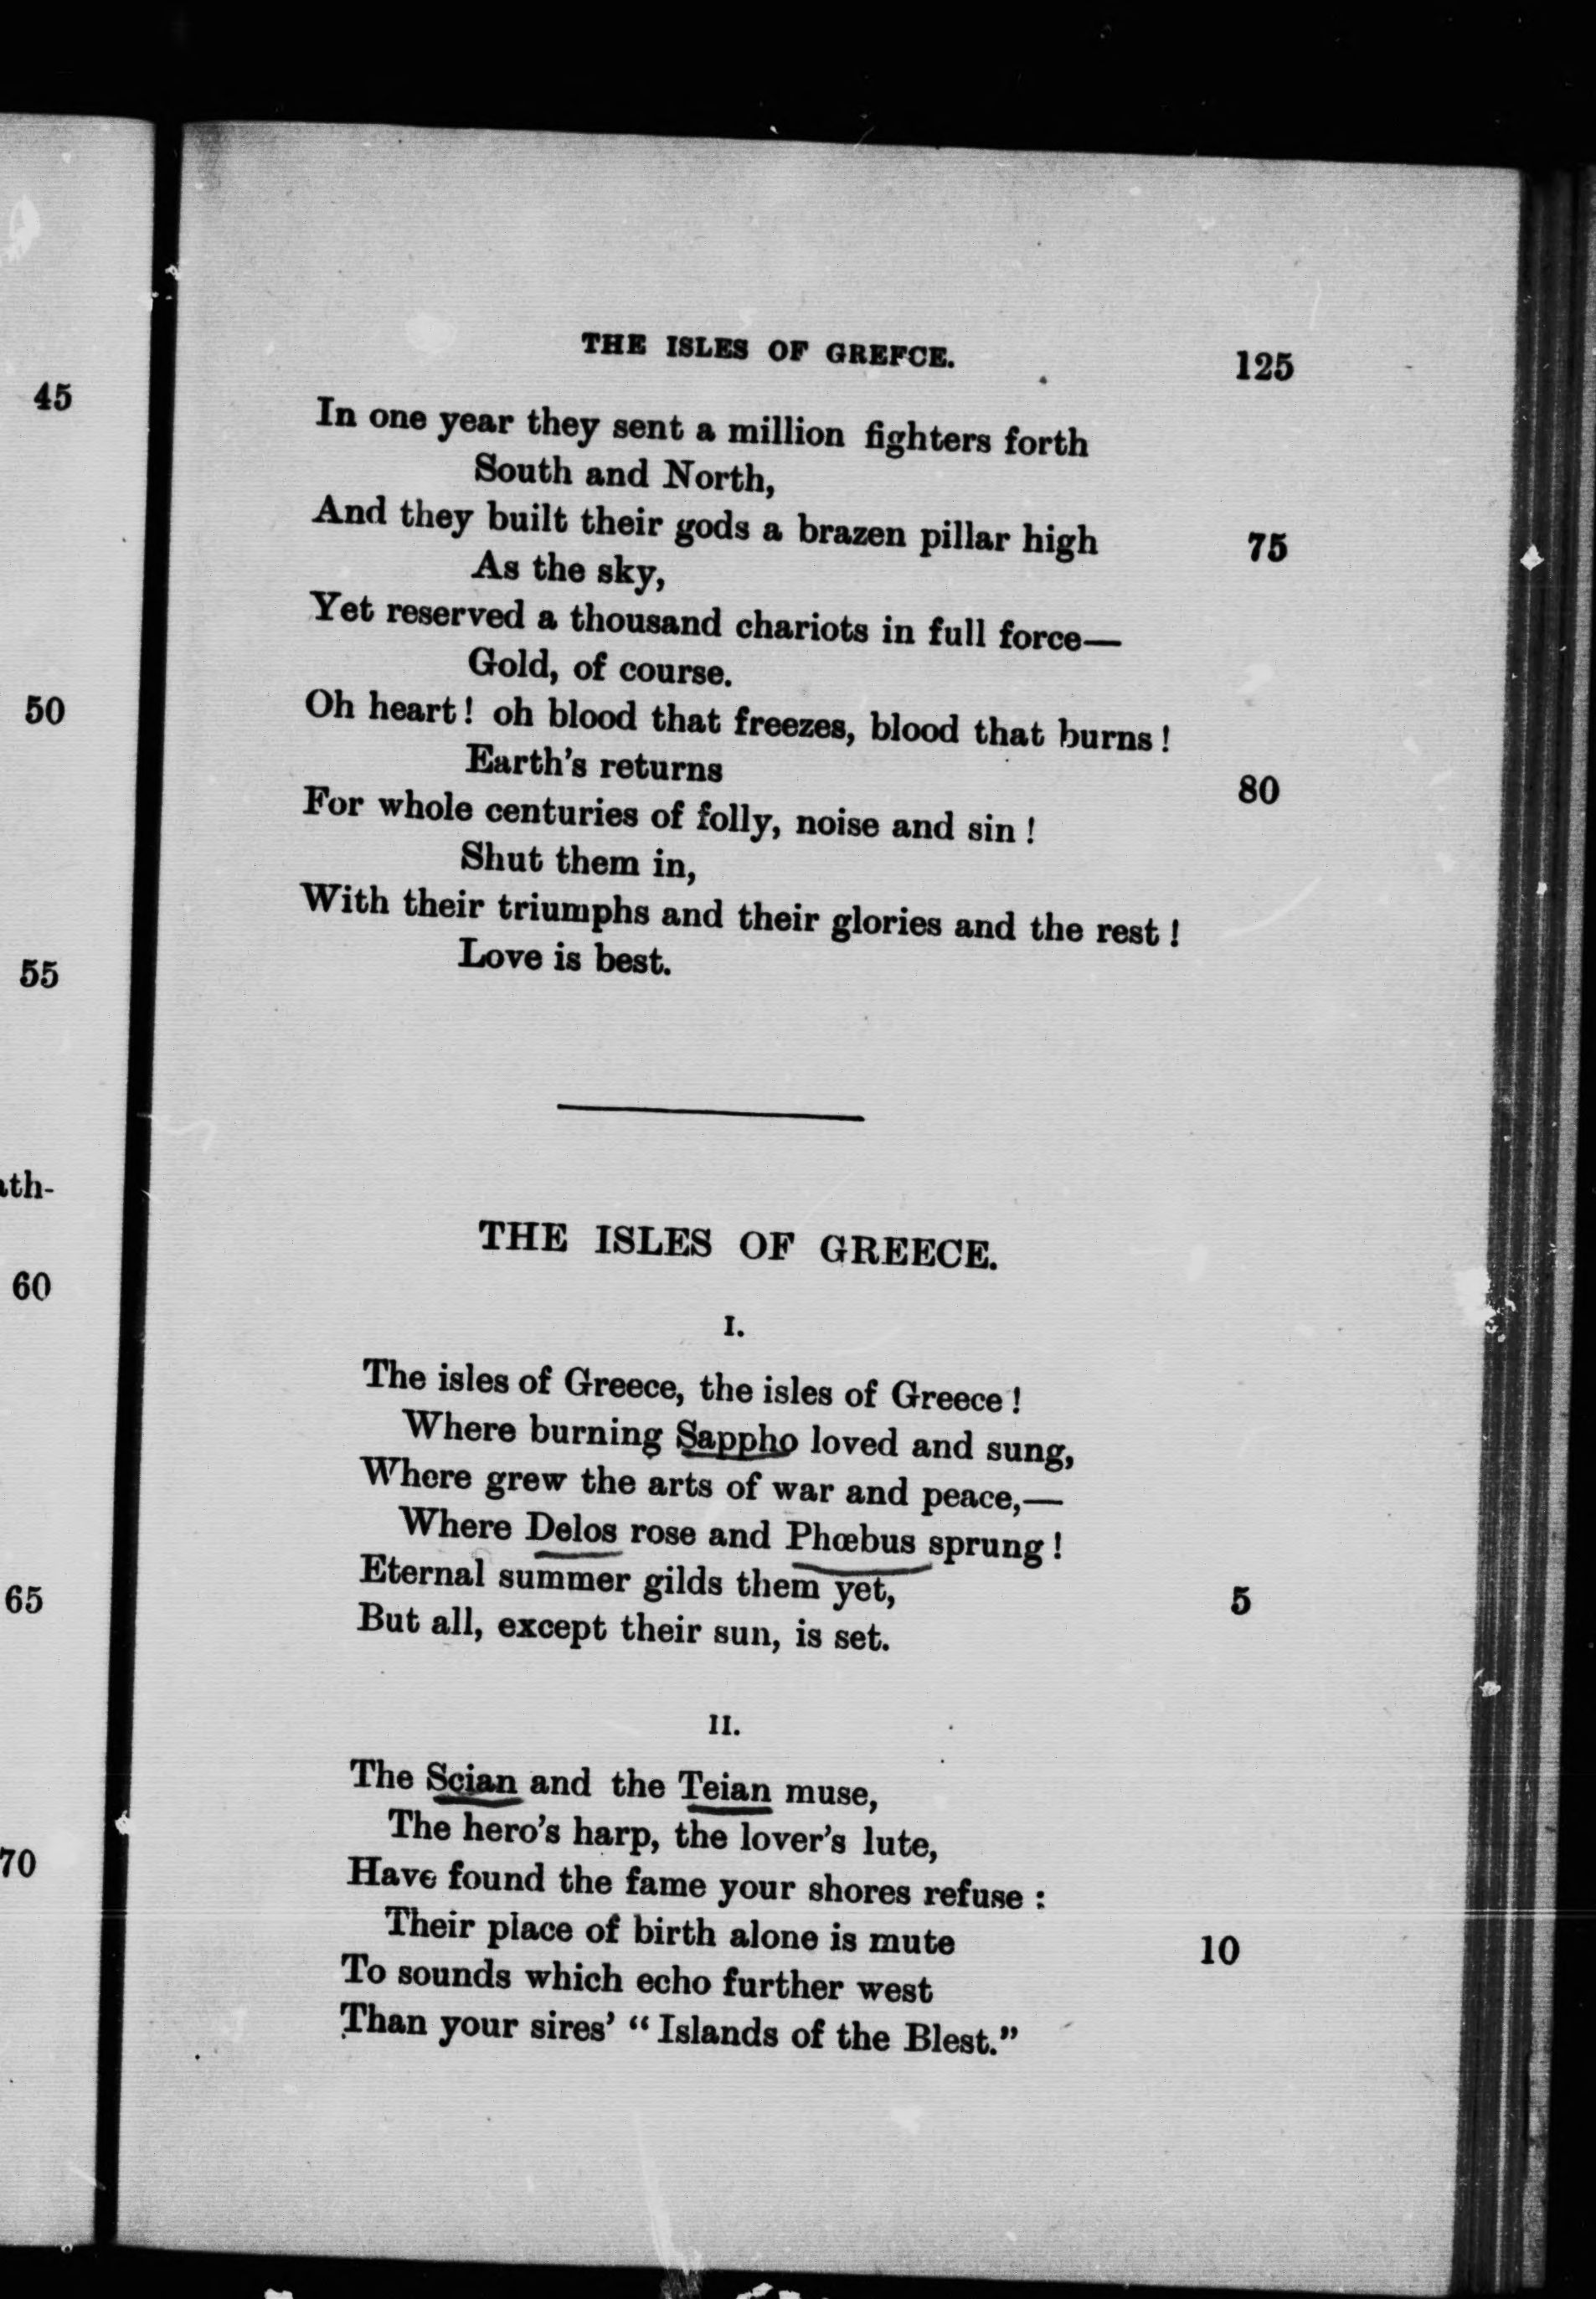 45
50
55
ath-
60
65
70
THE ISLES OF GREFCE. 125
In one year they sent a million fighters forth
South and North,
And they built their gods a brazen pillar high 75
As the sky,
Yet reserved a thousand chariots in full force—
Gold, of course.
Oh heart! oh blood that freezes, blood that burns!
Earth's returns 80
For whole centuries of folly, noise and sin!
Shut them in,
With their triumphs and their glories and the rest!
Love is best.
THE ISLES OF GREECE.
I.
The isles of Greece, the isles of Greece!
Where burning Sappho loved and sung,
Where grew the arts of war and peace,—
Where Delos rose and Phœbus sprung!
Eternal summer gilds them yet, 5
But all, except their sun, is set.
II.
The Scian and the Teian muse,
The hero's harp, the lover's lute,
Have found the fame your shores refuse:
Their place of birth alone is mute 10
To sounds which echo further west
Than your sires' “Islands of the Blest.”